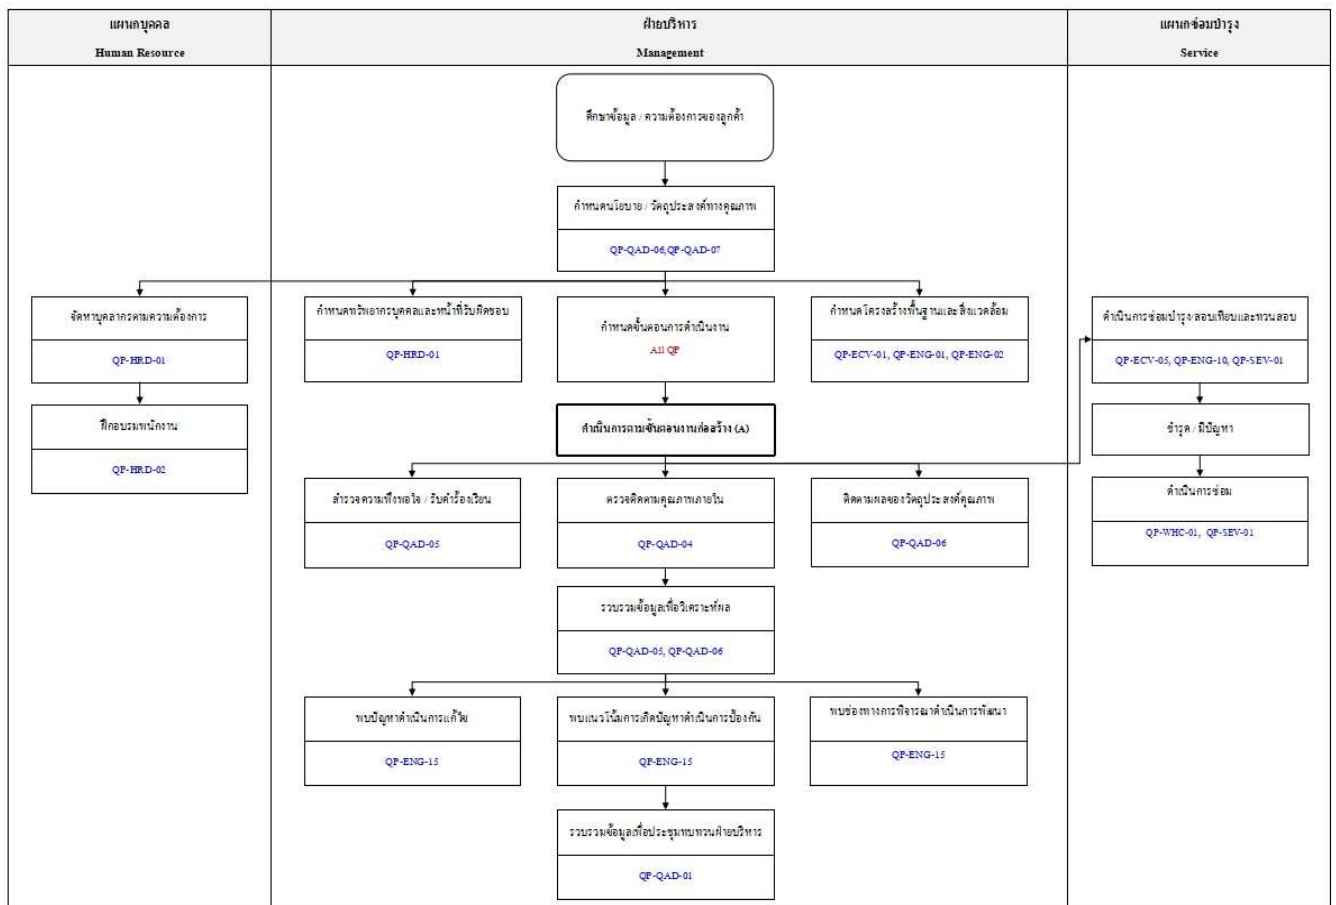 แผนกบุคคล
Human Resource
ฝ่ายบริหาร
Management
แผนกซ่อมบำรุง
Service
ศึกษาข้อมูล / ความต้องการของลูกค้า
กำหนดนโยบาย / วัตถุประสงค์ทางคุณภาพ
QP-QAD-06,QP-QAD-07
จัดหาบุคลากรตามความต้องการ
QP-HRD-01
กำหนดทรัพยากรบุคคลและหน้าที่รับผิดชอบ
QP-HRD-01
กำหนดขั้นตอนการดำเนินงาน
All QP
กำหนดโครงสร้างพื้นฐานและสิ่งแวดล้อม
QP-ECV-01, QP-ENG-01, QP-ENG-02
ดำเนินการซ่อมบำรุง/สอบเทียบและทวนสอบ
QP-ECV-05, QP-ENG-10, QP-SEV-01
ฝึกอบรมพนักงาน
QP-HRD-02
ดำเนินการตามขั้นตอนงานก่อสร้าง (A)
ชำรุด / มีปัญหา
สำรวจความพึงพอใจ / รับคำร้องเรียน
QP-QAD-05
ตรวจติดตามคุณภาพภายใน
QP-QAD-04
ติดตามผลของวัตถุประสงค์คุณภาพ
QP-QAD-06
ดำเนินการซ่อม
QP-WHC-01, QP-SEV-01
รวบรวมข้อมูลเพื่อวิเคราะห์ผล
QP-QAD-05, QP-QAD-06
พบปัญหาดำเนินการแก้ไข
QP-ENG-15
พบแนวโน้มการเกิดปัญหาดำเนินการป้องกัน
QP-ENG-15
พบช่องทางการพิจารณาดำเนินการพัฒนา
QP-ENG-15
รวบรวมข้อมูลเพื่อประชุมทบทวนฝ่ายบริหาร
QP-QAD-01